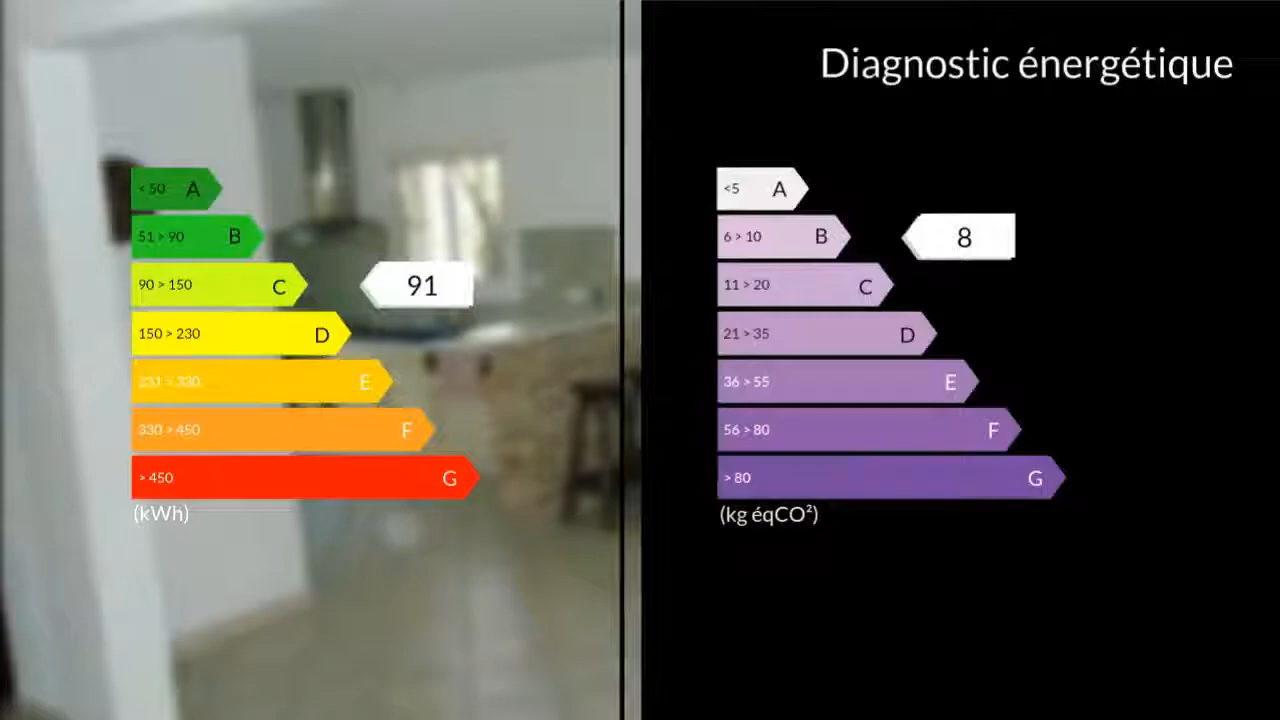 Diagnostic énergétique
< 50 A
51 > 90 B
90 > 150 C
91
150 > 230 D
231 > 330 E
330 > 450 F
> 450 G
(kWh)
<5 A
6 > 10 B
8
11 > 20 C
21 > 35 D
36 > 55 E
56 > 80 F
> 80 G
(kg éqCO²)